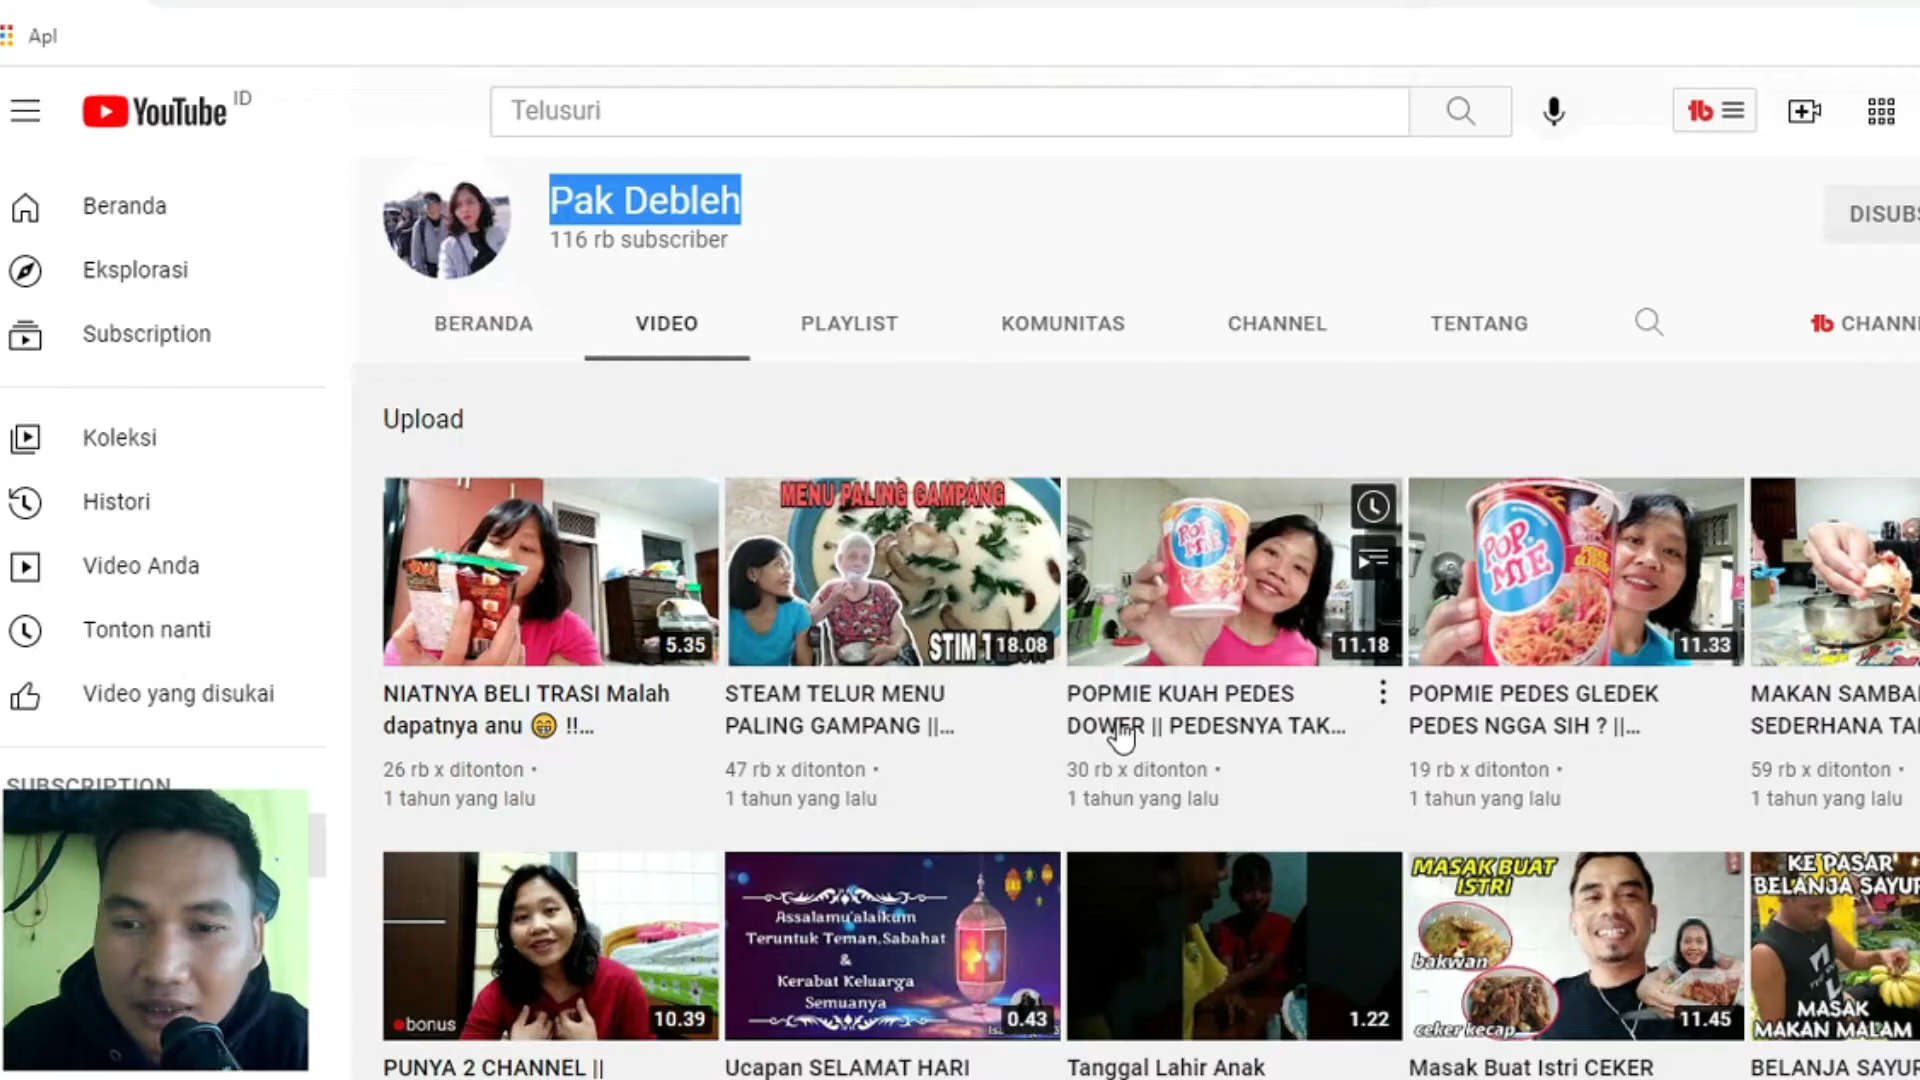 Apl
YouTube ID
Telusuri
Beranda
Eksplorasi
Subscription
Koleksi
Histori
Video Anda
Tonton nanti
Video yang disukai
SUBSCRIPTION
Pak Debleh
116 rb subscriber
DISUBS
BERANDA VIDEO PLAYLIST KOMUNITAS CHANNEL TENTANG CHANN
Upload
5.35
MENU PALING GAMPANG
STIM T
18.08
POP MIE
11.18
POP MIE
11.33
NIATNYA BELI TRASI Malah
dapatnya anu 😁 !!...
26 rb x ditonton •
1 tahun yang lalu
STEAM TELUR MENU
PALING GAMPANG ||...
47 rb x ditonton •
1 tahun yang lalu
POPMIE KUAH PEDES
DOWER || PEDESNYA TAK...
30 rb x ditonton •
1 tahun yang lalu
POPMIE PEDES GLEDEK
PEDES NGGA SIH ? ||...
19 rb x ditonton •
1 tahun yang lalu
MAKAN SAMBA
SEDERHANA TA
59 rb x ditonton •
1 tahun yang lalu
bonus
10.39
Assalamu'alaikum
Teruntuk Teman,Sabahat
&
Kerabat Keluarga
Semuanya
0.43
1.22
MASAK BUAT
ISTRI
bakwan
ceker kecap
11.45
KE PASAR
BELANJA SAYUR
MASAK
MAKAN MALAM
PUNYA 2 CHANNEL ||
Ucapan SELAMAT HARI
Tanggal Lahir Anak
Masak Buat Istri CEKER
BELANJA SAYUR